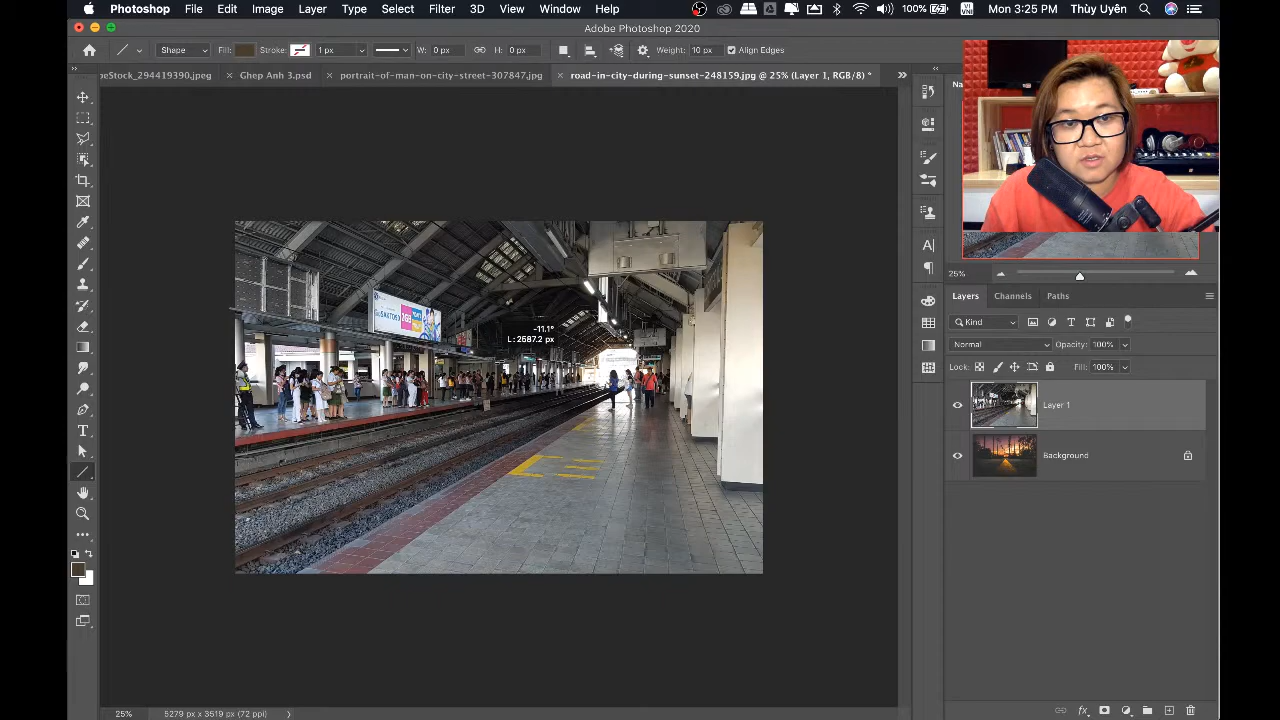 Photoshop File Edit Image Layer Type Select Filter 3D View Window Help 100% VI Mon 3:25 PM Thùy Uyên
Adobe Photoshop 2020
Shape Fill: Stroke: 1 px W: 0 px H: 0 px Weight: 10 px Align Edges
beStock_294419390.jpeg Ghep Anh 3.psd portrait-of-man-on-city-street-307847.jpg road-in-city-during-sunset-248159.jpg @ 25% (Layer 1, RGB/8) *
Na
25%
Layers Channels Paths
Kind
Normal Opacity: 100%
Lock: Fill: 100%
Layer 1
Background
-11.1°
L: 2687.2 px
25% 5279 px x 3519 px (72 ppi)